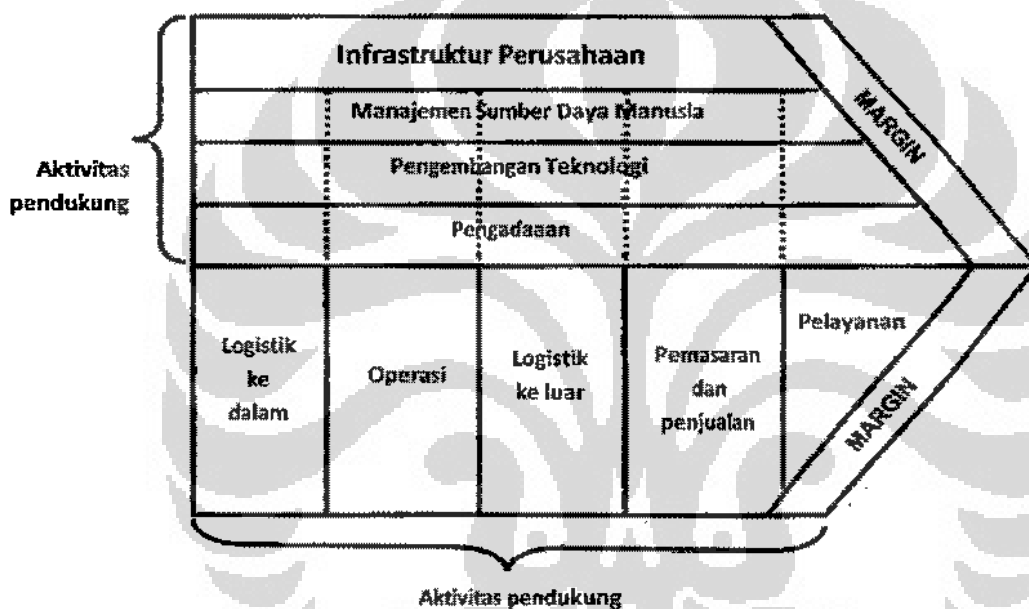 Infrastruktur Perusahaan
Manajemen Sumber Daya Manusia
Pengembangan Teknologi
Pengadaaan
Aktivitas
pendukung
MARGIN
Logistik
ke
dalam
Operasi
Logistik
ke luar
Pemasaran
dan
penjualan
Pelayanan
MARGIN
Aktivitas pendukung